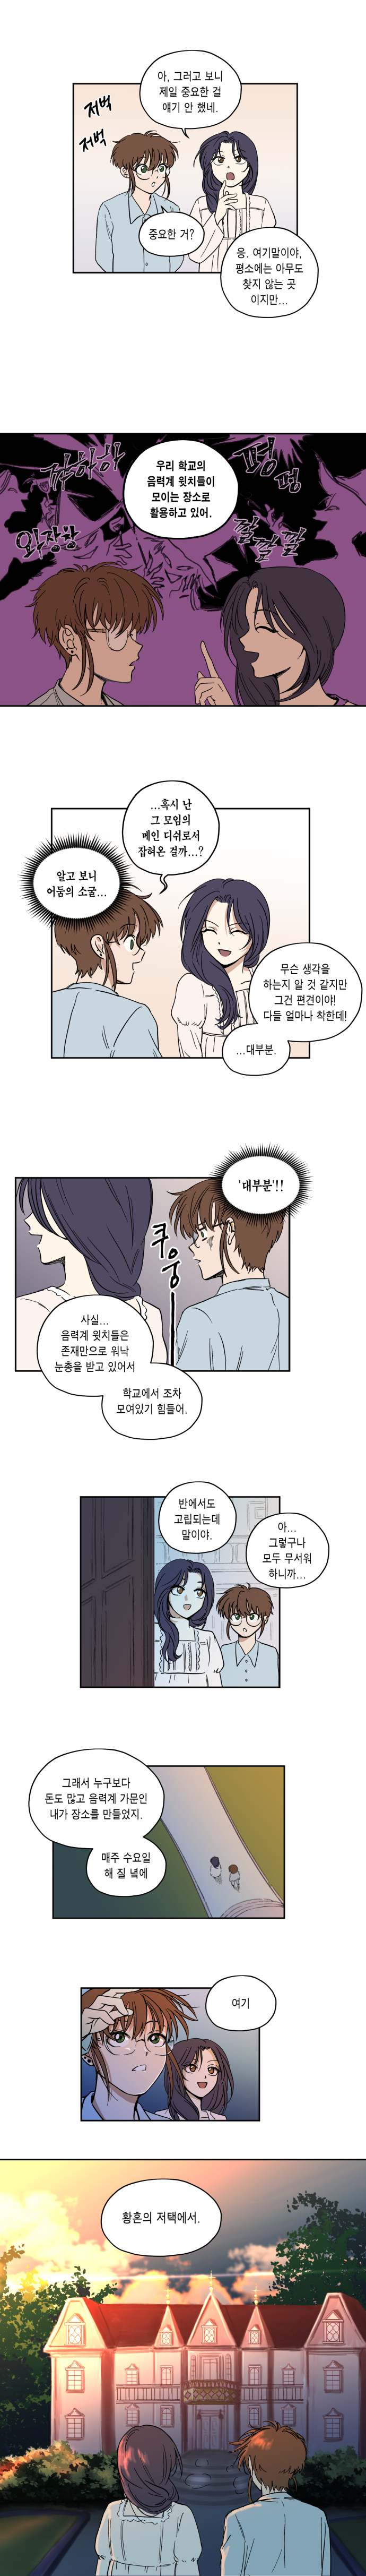 아, 그러고 보니
제일 중요한 걸
얘기 안 했네.
저벅
저벅
중요한 거?
응. 여기말이야,
평소에는 아무도
찾지 않는 곳
이지만...
우리 학교의
음력계 윗치들이
모이는 장소로
활용하고 있어.
꺄하하
펑
펑
와장창
펄럭
...혹시 난
그 모임의
메인 디쉬로서
잡혀온 걸까...?
알고 보니
어둠의 소굴...
무슨 생각을
하는지 알 것 같지만
그건 편견이야!
다들 얼마나 착한데!
...대부분.
'대부분'!!
쿠웅
사실...
음력계 윗치들은
존재만으로 워낙
눈총을 받고 있어서
학교에서 조차
모여있기 힘들어.
반에서도
고립되는데
말이야.
아...
그렇구나
모두 무서워
하니까...
그래서 누구보다
돈도 많고 음력계 가문인
내가 장소를 만들었지.
매주 수요일
해 질 녘에
여기
황혼의 저택에서.